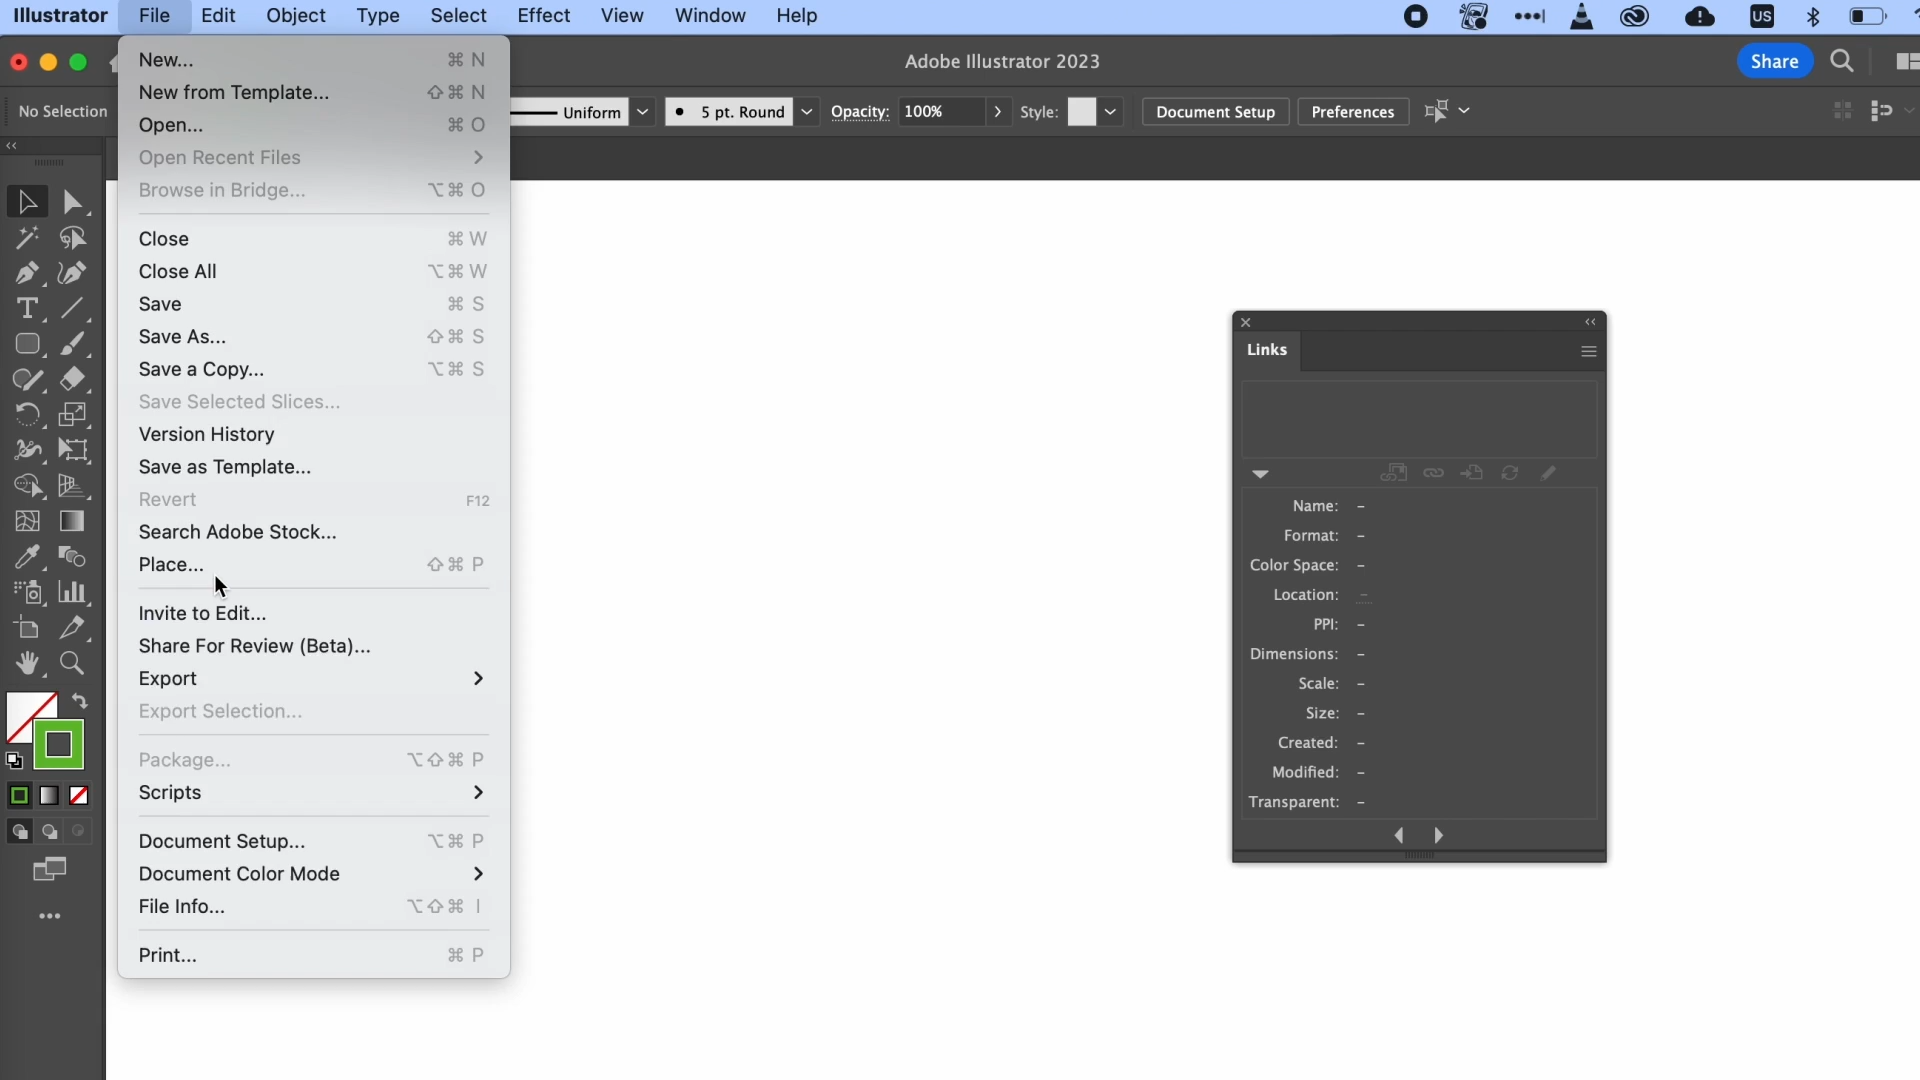 Illustrator File Edit Object Type Select Effect View Window Help US
Adobe Illustrator 2023 Share
No Selection Uniform 5 pt. Round Opacity: 100% Style: Document Setup Preferences
New... ⌘ N
New from Template... ⇧ ⌘ N
Open... ⌘ O
Open Recent Files
Browse in Bridge... ⌥ ⌘ O
Close ⌘ W
Close All ⌥ ⌘ W
Save ⌘ S
Save As... ⇧ ⌘ S
Save a Copy... ⌥ ⌘ S
Save Selected Slices...
Version History
Save as Template...
Revert F12
Search Adobe Stock...
Place... ⇧ ⌘ P
Invite to Edit...
Share For Review (Beta)...
Export
Export Selection...
Package... ⌥ ⇧ ⌘ P
Scripts
Document Setup... ⌥ ⌘ P
Document Color Mode
File Info... ⌥ ⇧ ⌘ I
Print... ⌘ P
Links
Name: –
Format: –
Color Space: –
Location: –
PPI: –
Dimensions: –
Scale: –
Size: –
Created: –
Modified: –
Transparent: –